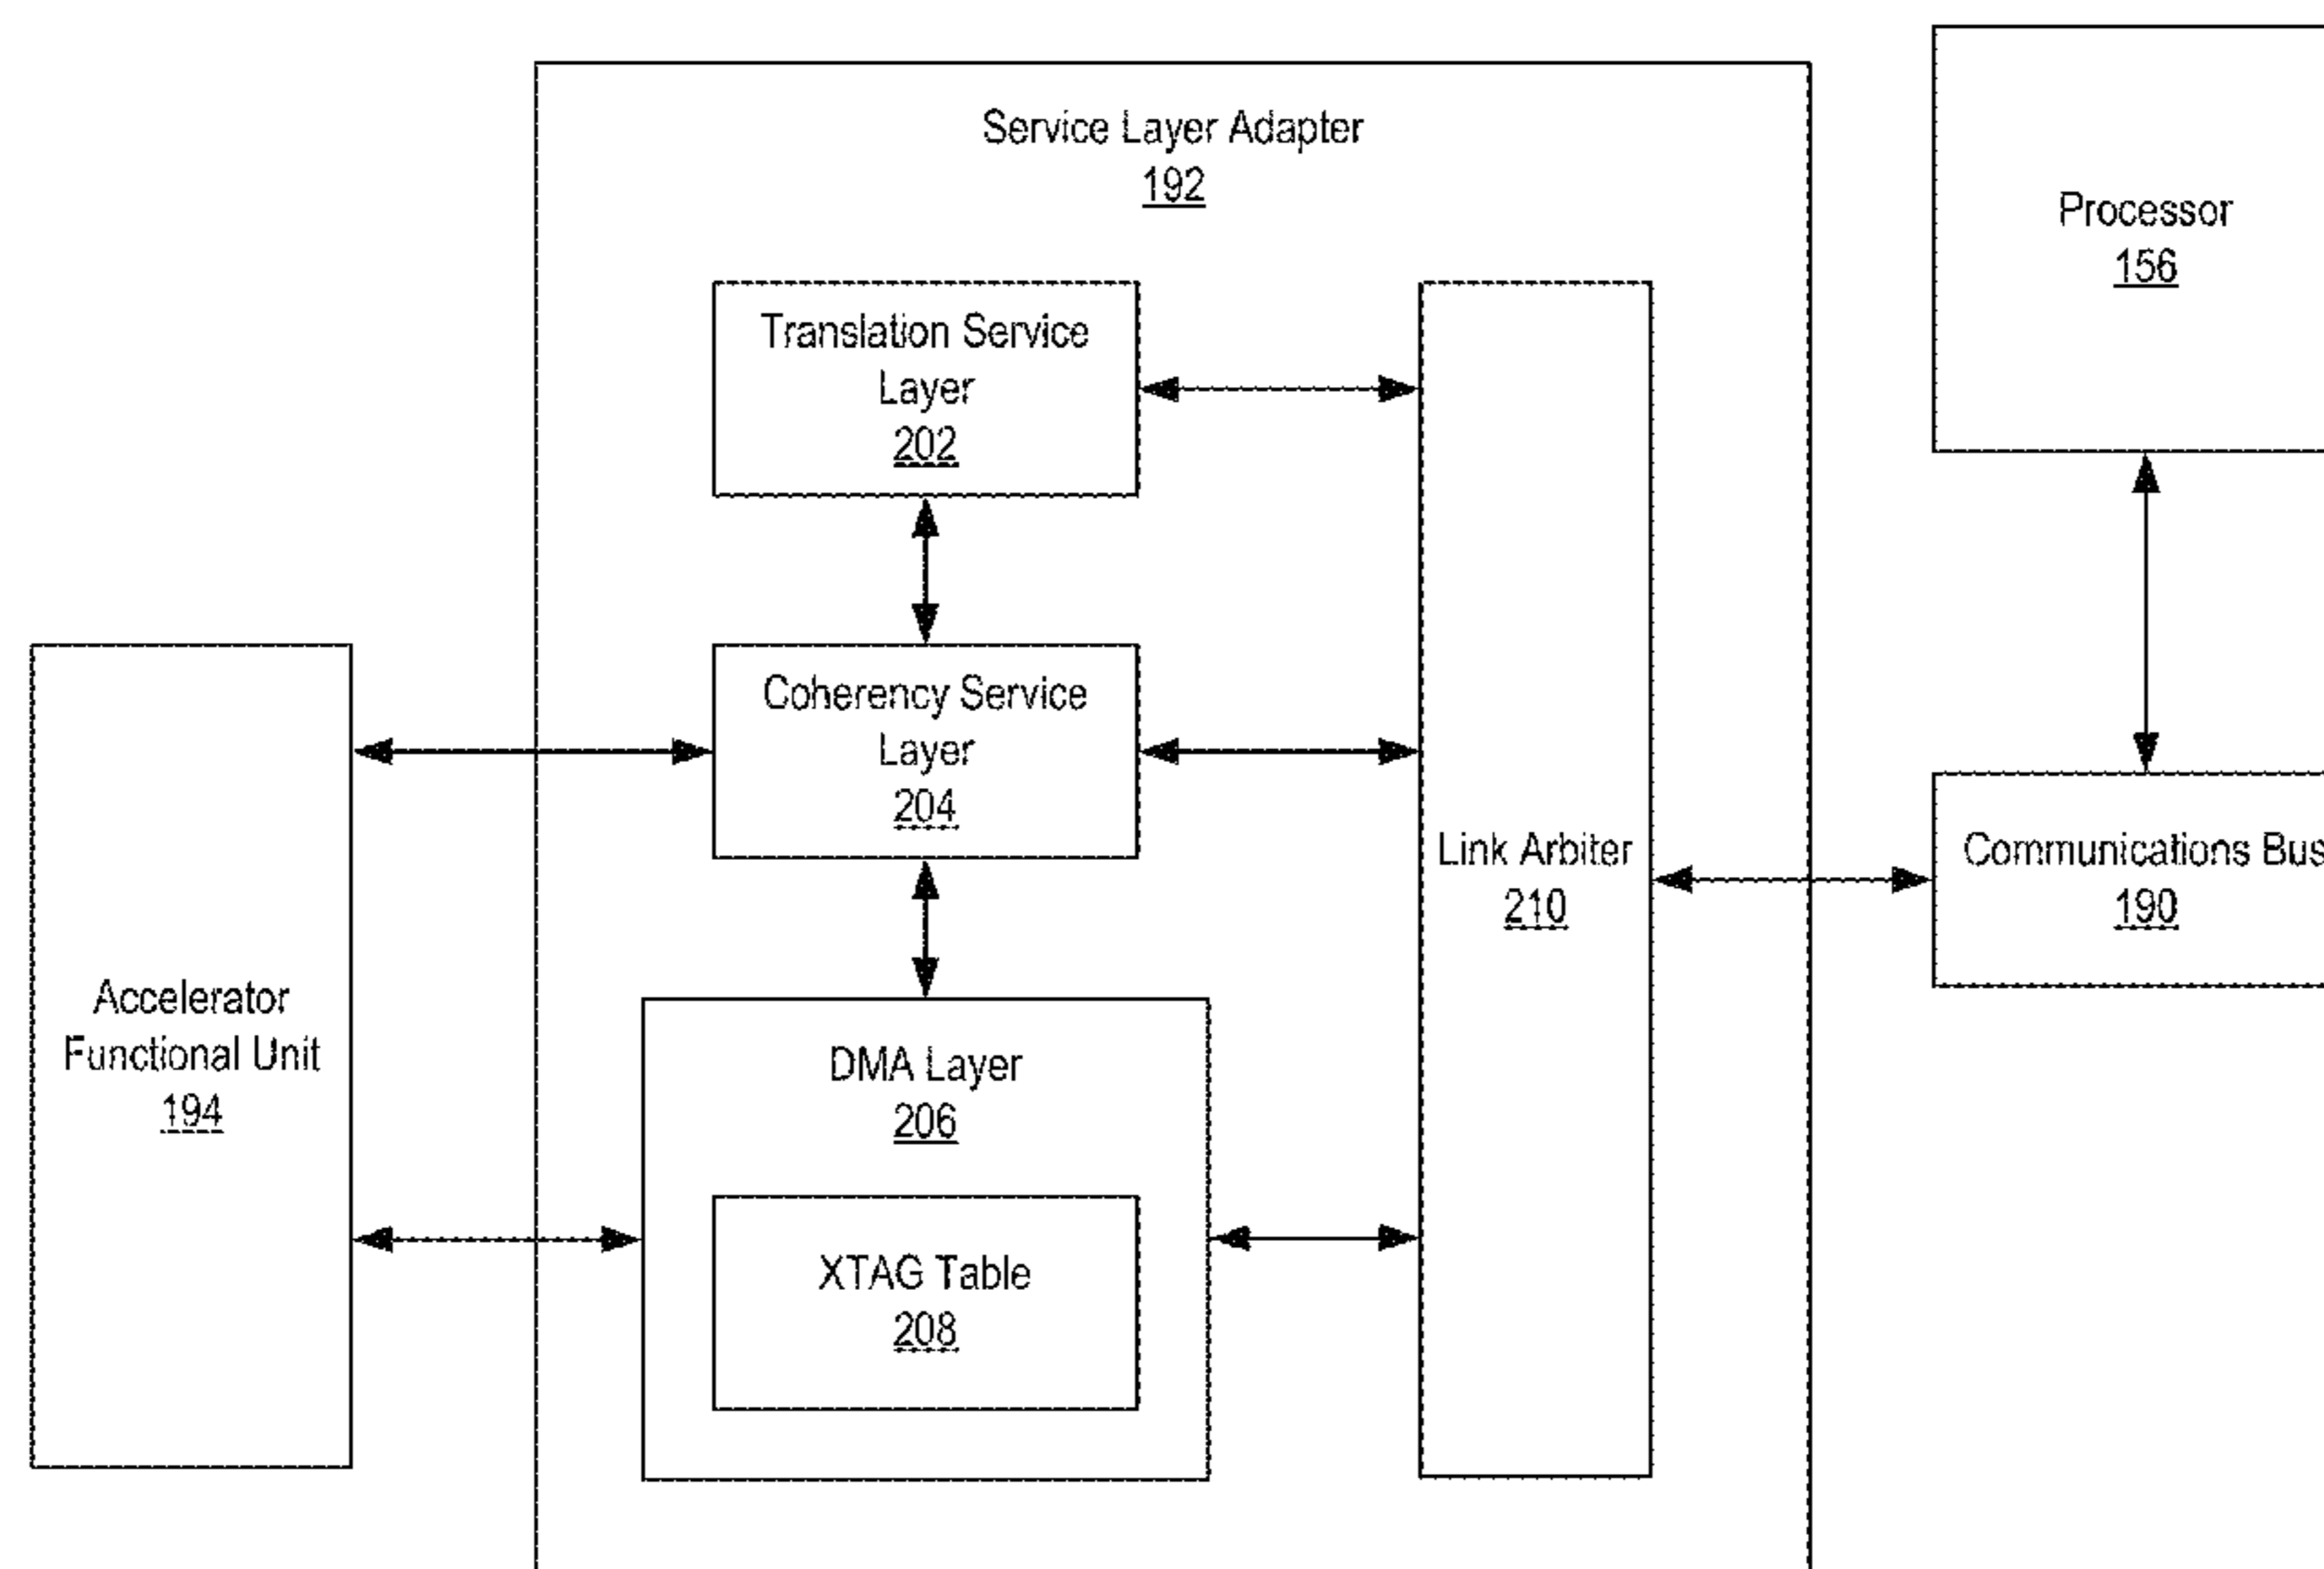 Service Layer Adapter
192
Processor
156
Translation Service
Layer
202
Coherency Service
Layer
204
Link Arbiter
210
Communications Bus
190
Accelerator
Functional Unit
194
DMA Layer
206
XTAG Table
208